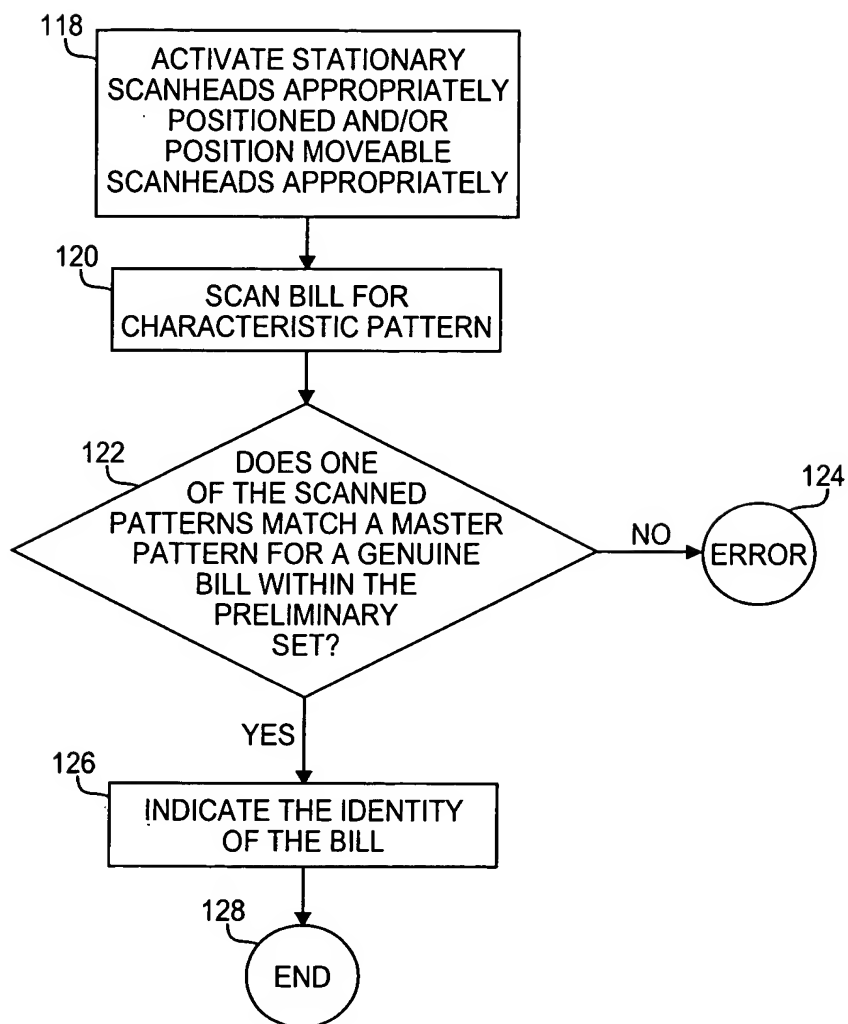 118
ACTIVATE STATIONARY
SCANHEADS APPROPRIATELY
POSITIONED AND/OR
POSITION MOVEABLE
SCANHEADS APPROPRIATELY
120
SCAN BILL FOR
CHARACTERISTIC PATTERN
122
DOES ONE
OF THE SCANNED
PATTERNS MATCH A MASTER
PATTERN FOR A GENUINE
BILL WITHIN THE
PRELIMINARY
SET?
NO
124
ERROR
YES
126
INDICATE THE IDENTITY
OF THE BILL
128
END